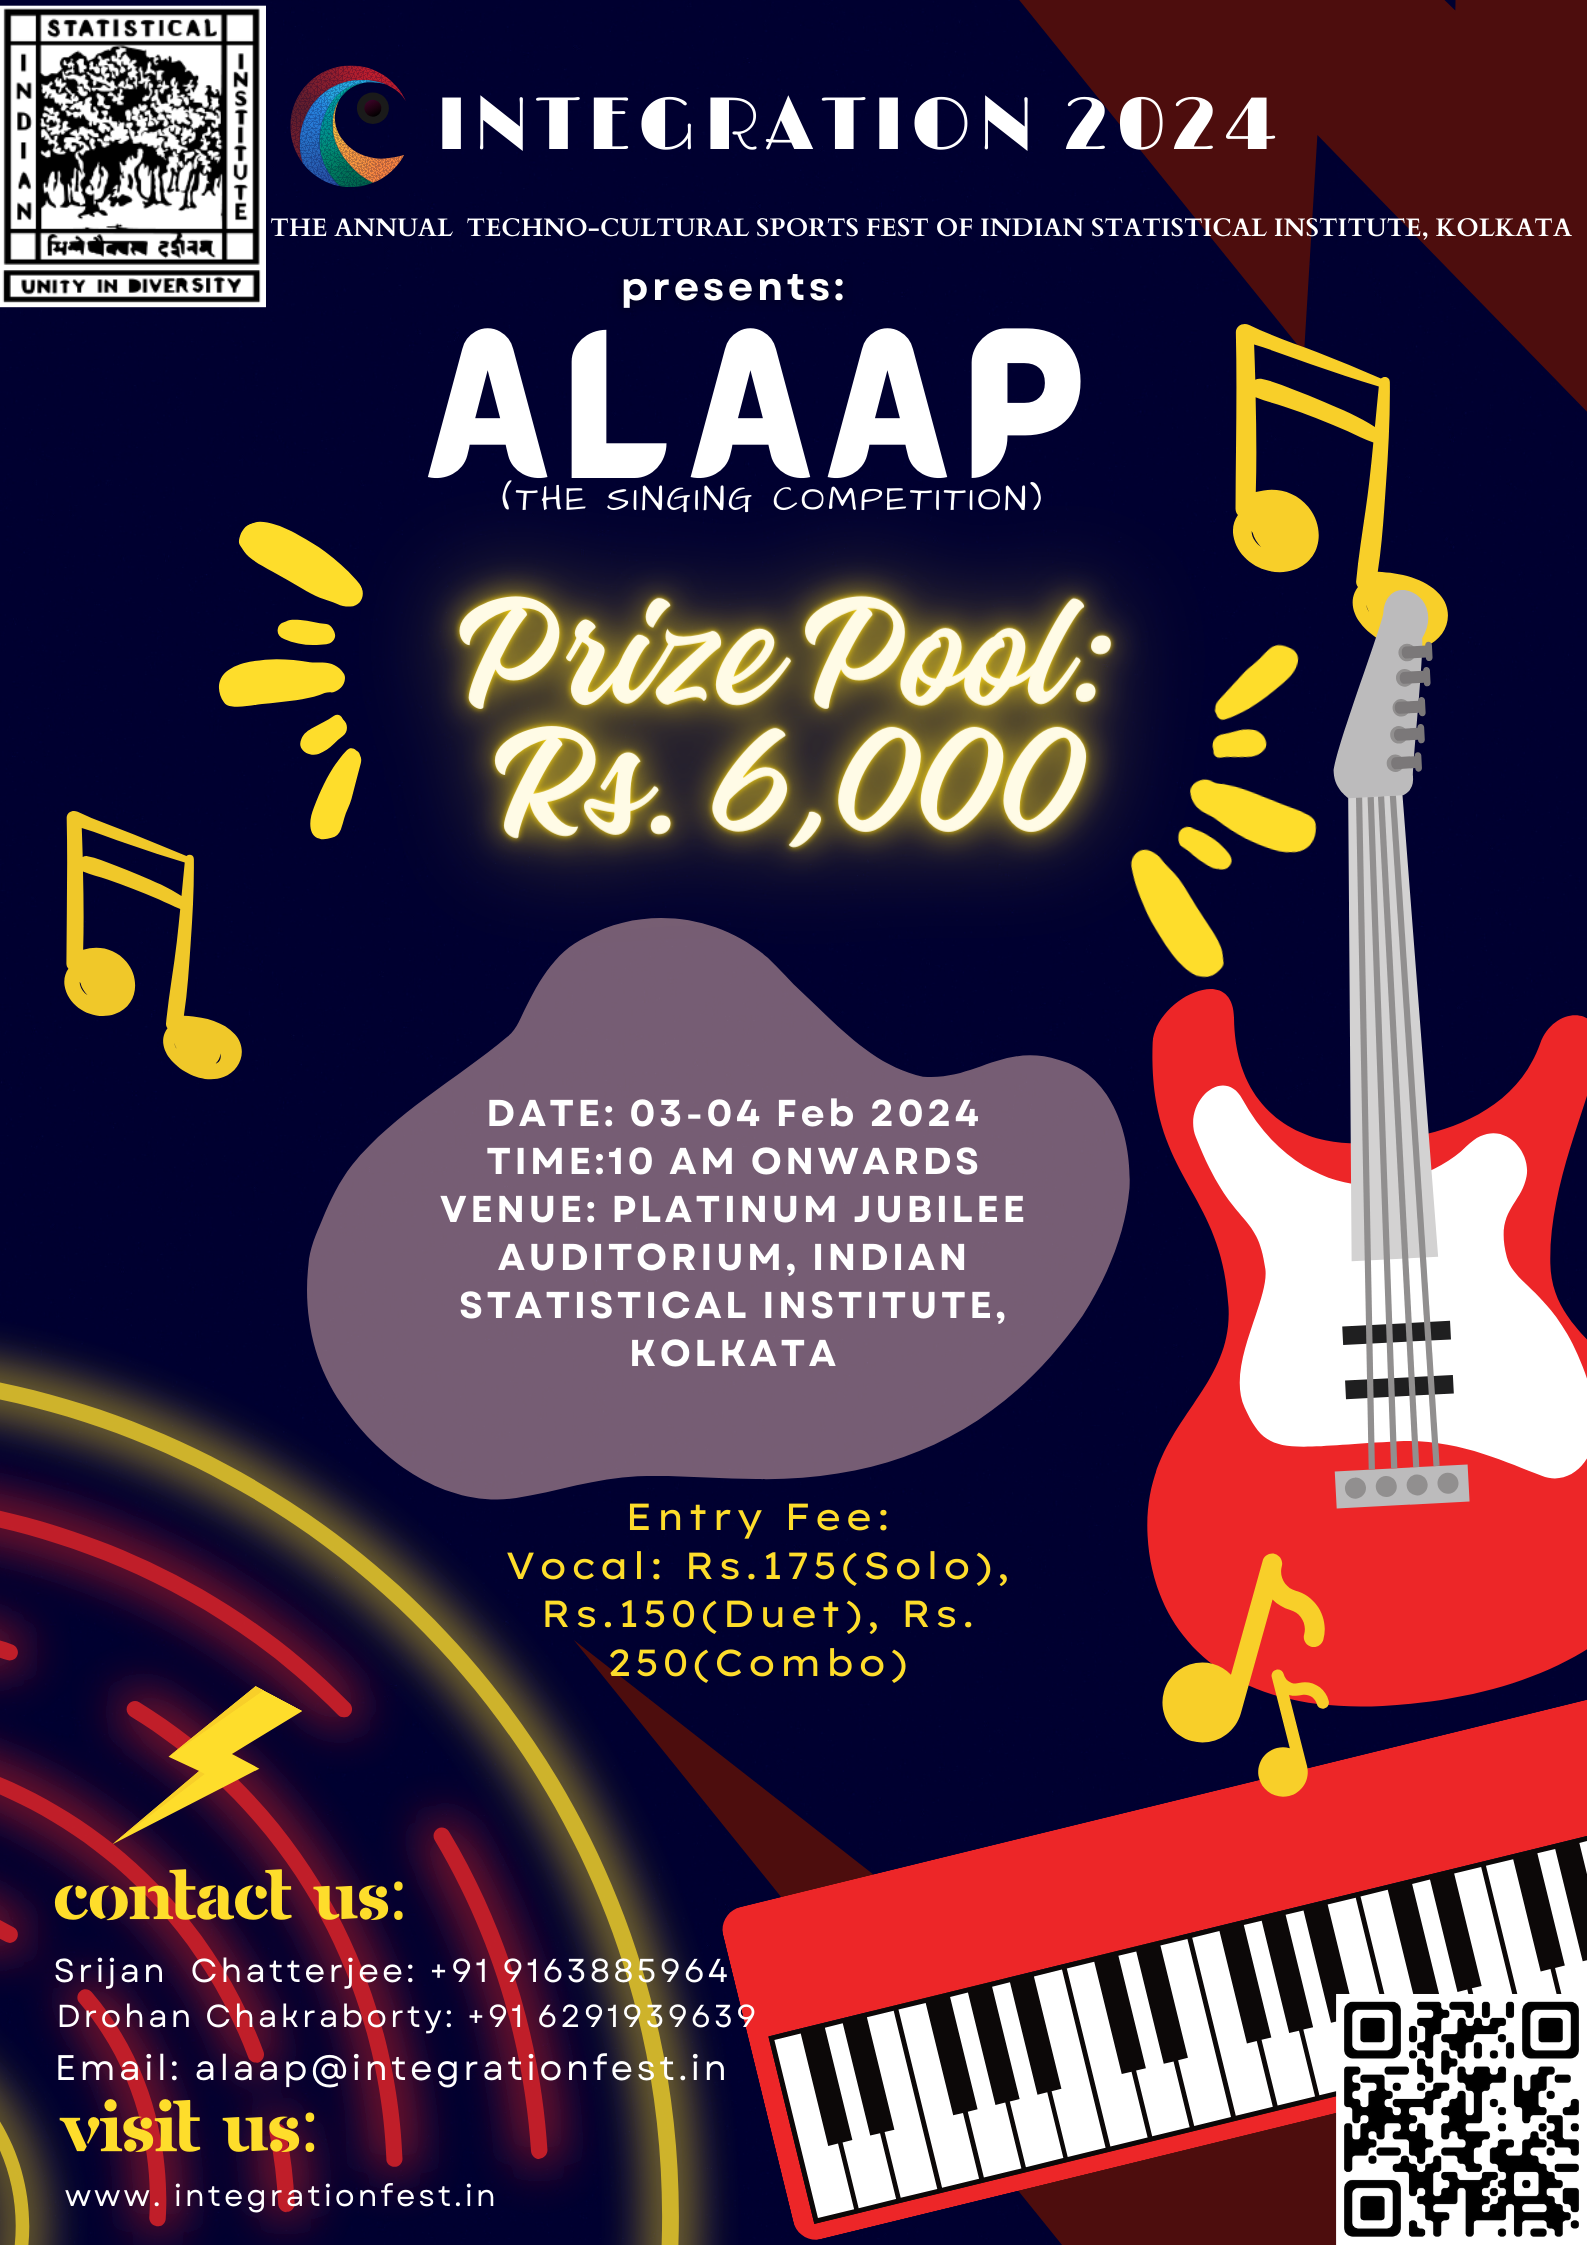 STATISTICAL
INDIAN
INSTITUTE
UNITY IN DIVERSITY
INTEGRATION 2024
THE ANNUAL TECHNO-CULTURAL SPORTS FEST OF INDIAN STATISTICAL INSTITUTE, KOLKATA
presents:
ALAAP
(THE SINGING COMPETITION)
Prize Pool:
Rs. 6,000
DATE: 03-04 Feb 2024
TIME:10 AM ONWARDS
VENUE: PLATINUM JUBILEE
AUDITORIUM, INDIAN
STATISTICAL INSTITUTE,
KOLKATA
Entry Fee:
Vocal: Rs.175(Solo),
Rs.150(Duet), Rs.
250(Combo)
contact us:
Srijan Chatterjee: +91 9163885964
Drohan Chakraborty: +91 6291939639
Email: alaap@integrationfest.in
visit us:
www. integrationfest.in